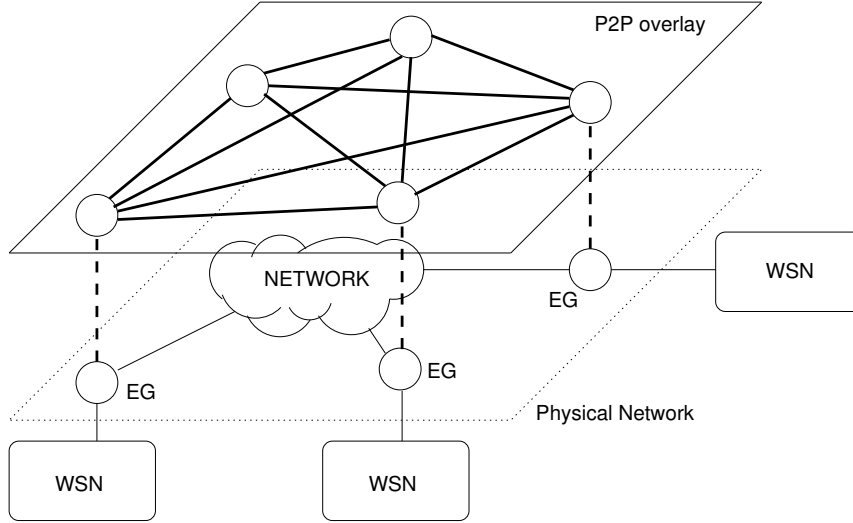 P2P overlay
NETWORK
WSN
EG
EG
EG
Physical Network
WSN
WSN